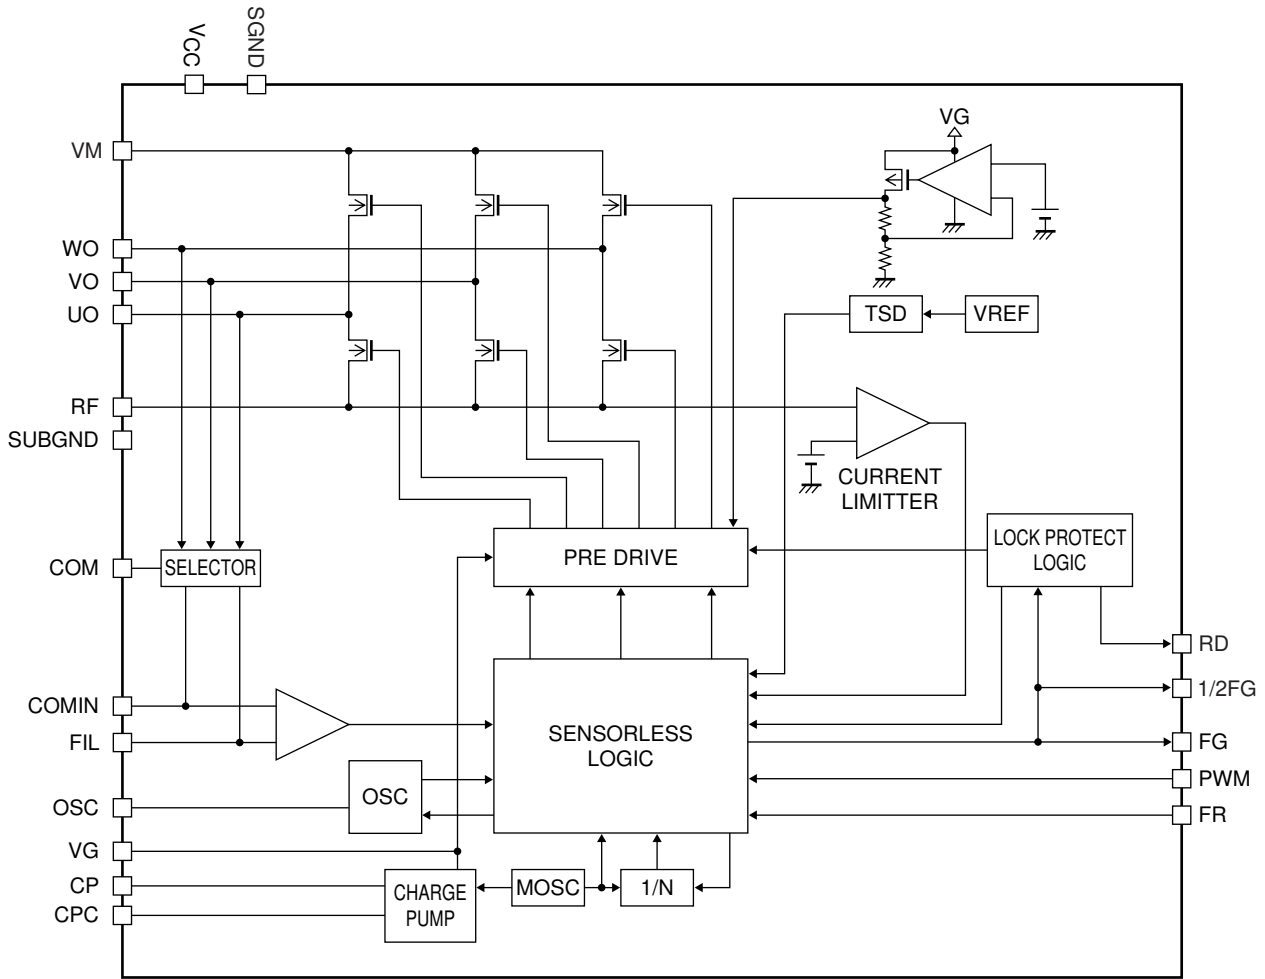 VCC
SGND
VM
VG
WO
VO
UO
TSD
VREF
RF
SUBGND
CURRENT
LIMITTER
LOCK PROTECT
LOGIC
PRE DRIVE
COM
SELECTOR
RD
1/2FG
COMIN
SENSORLESS
LOGIC
FIL
FG
PWM
OSC
OSC
FR
VG
CP
CHARGE
PUMP
MOSC
1/N
CPC